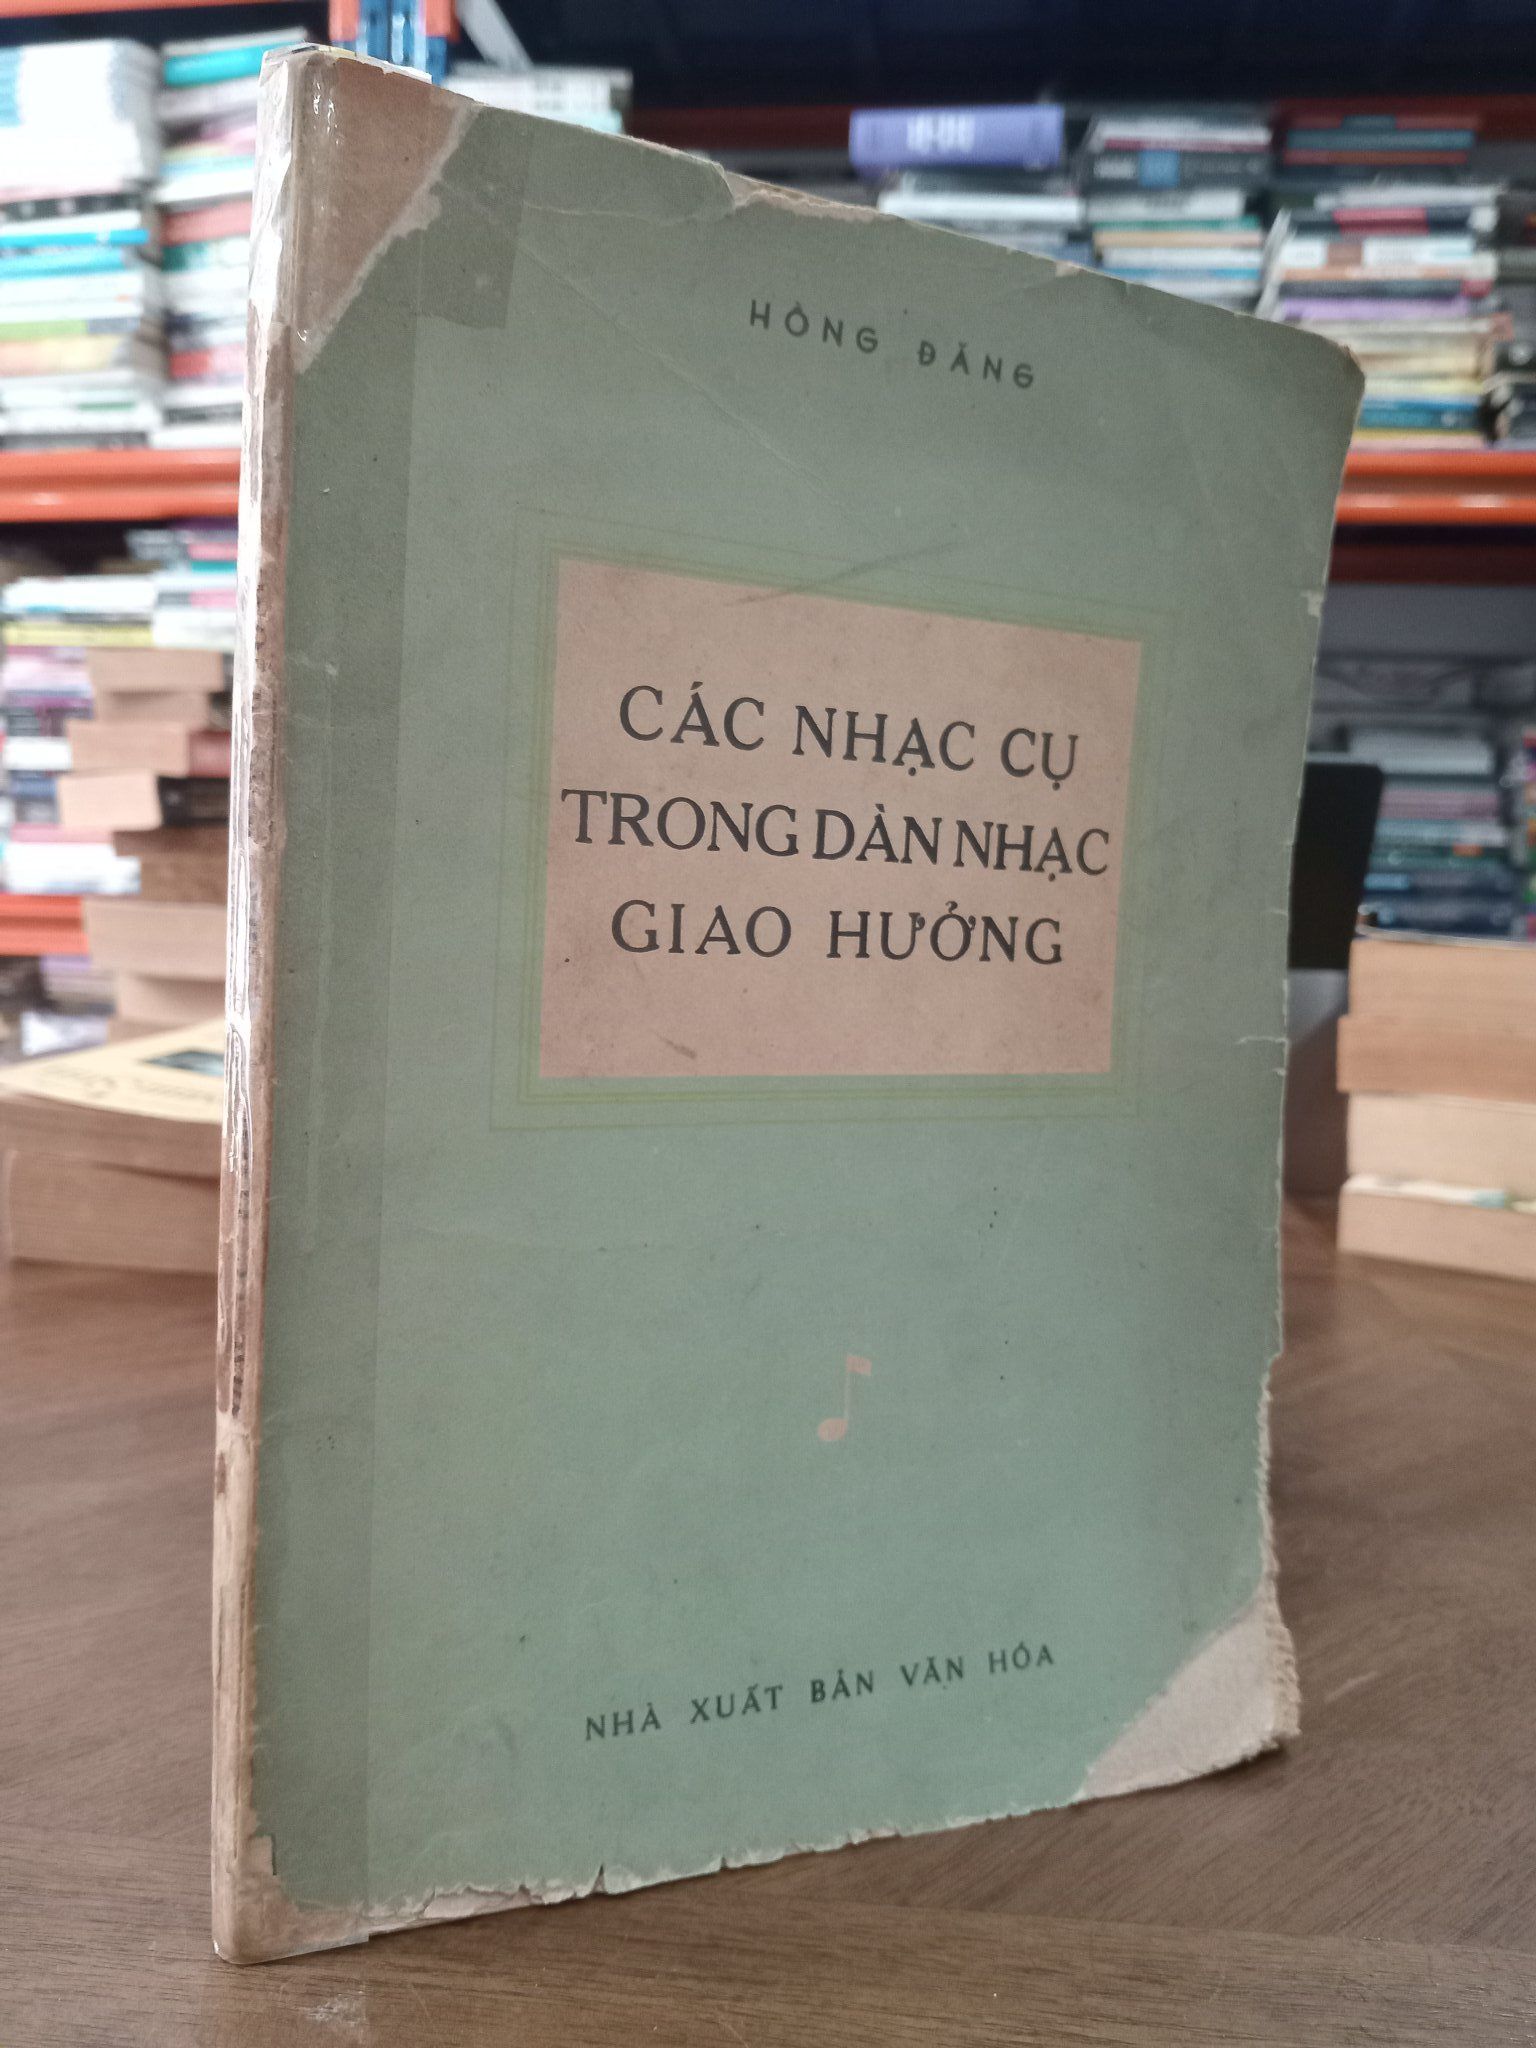 HỒNG ĐĂNG
CÁC NHẠC CỤ
TRONG DÀN NHẠC
GIAO HƯỞNG
NHÀ XUẤT BẢN VĂN HÓA